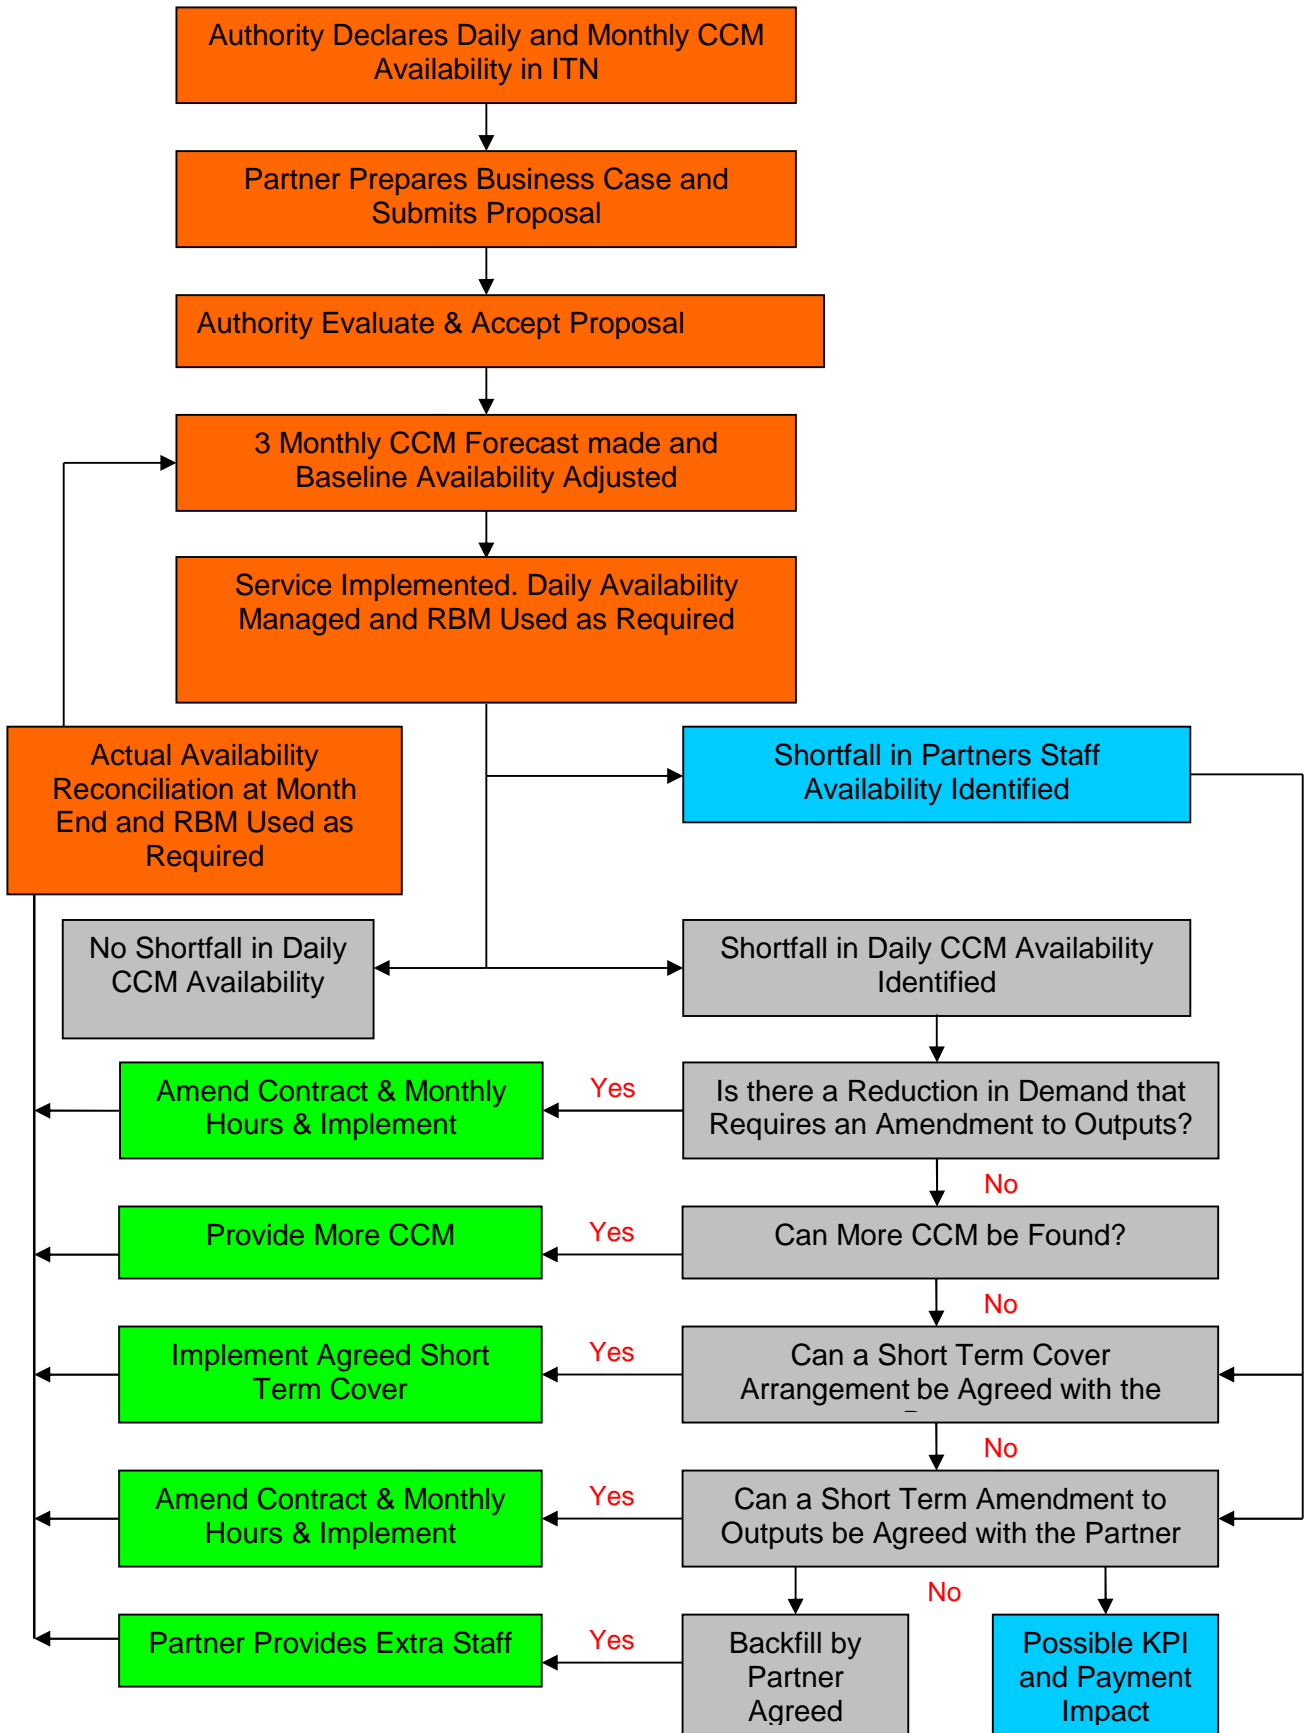 Authority Declares Daily and Monthly CCM
Availability in ITN
Partner Prepares Business Case and
Submits Proposal
Authority Evaluate & Accept Proposal
3 Monthly CCM Forecast made and
Baseline Availability Adjusted
Service Implemented. Daily Availability
Managed and RBM Used as Required
Actual Availability
Reconciliation at Month
End and RBM Used as
Required
Shortfall in Partners Staff
Availability Identified
No Shortfall in Daily
CCM Availability
Shortfall in Daily CCM Availability
Identified
Amend Contract & Monthly
Hours & Implement
Yes
Is there a Reduction in Demand that
Requires an Amendment to Outputs?
No
Provide More CCM
Yes
Can More CCM be Found?
No
Implement Agreed Short
Term Cover
Yes
Can a Short Term Cover
Arrangement be Agreed with the
No
Amend Contract & Monthly
Hours & Implement
Yes
Can a Short Term Amendment to
Outputs be Agreed with the Partner
No
Partner Provides Extra Staff
Yes
Backfill by
Partner
Agreed
Possible KPI
and Payment
Impact